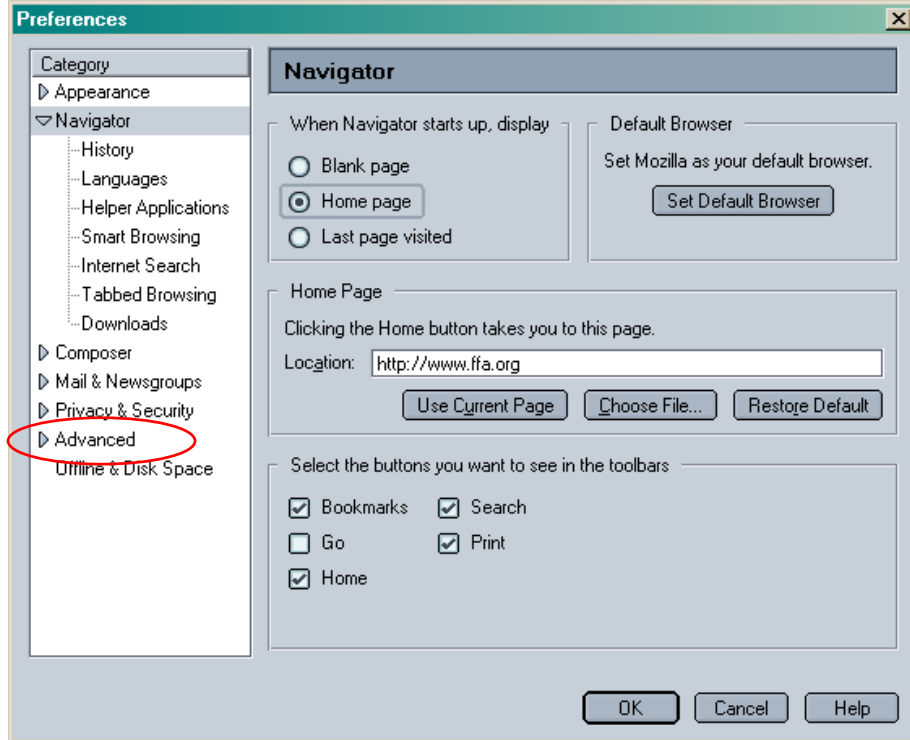 Preferences
Category
Appearance
Navigator
History
Languages
Helper Applications
Smart Browsing
Internet Search
Tabbed Browsing
Downloads
Composer
Mail & Newsgroups
Privacy & Security
Advanced
Offline & Disk Space
Navigator
When Navigator starts up, display
Blank page
Home page
Last page visited
Default Browser
Set Mozilla as your default browser.
Set Default Browser
Home Page
Clicking the Home button takes you to this page.
Location: http://www.ffa.org
Use Current Page Choose File... Restore Default
Select the buttons you want to see in the toolbars
Bookmarks Search
Go Print
Home
OK Cancel Help